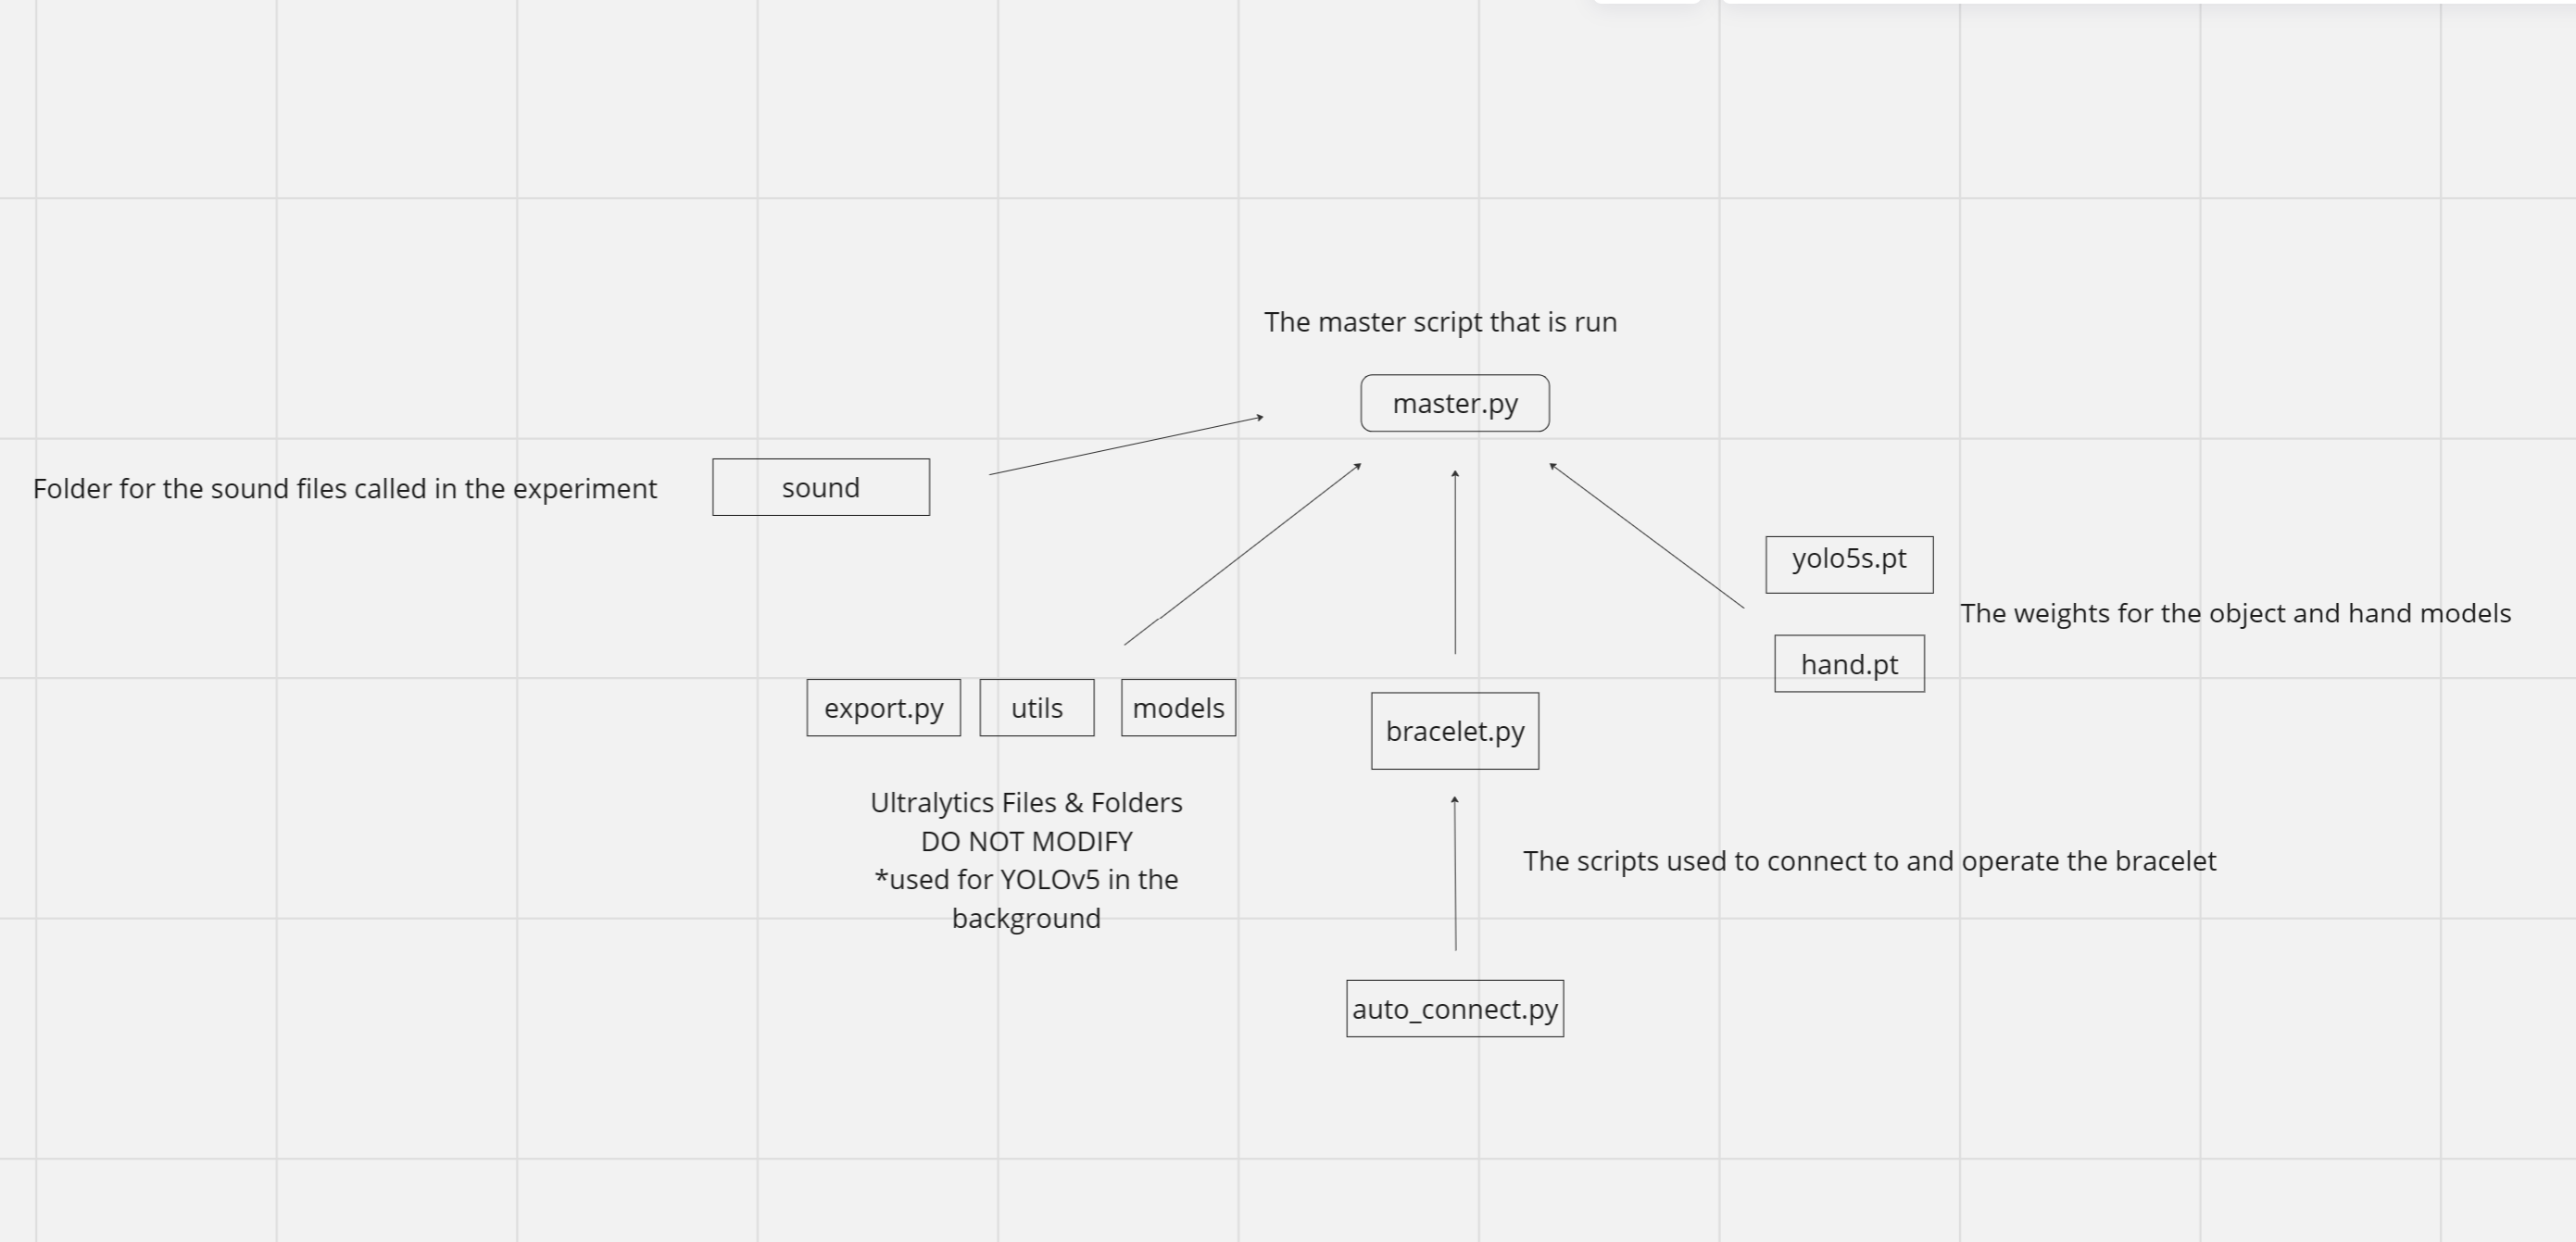 The master script that is run
master.py
Folder for the sound files called in the experiment
sound
yolo5s.pt
The weights for the object and hand models
hand.pt
export.py
utils
models
bracelet.py
Ultralytics Files & Folders
DO NOT MODIFY
*used for YOLOv5 in the
background
The scripts used to connect to and operate the bracelet
auto_connect.py